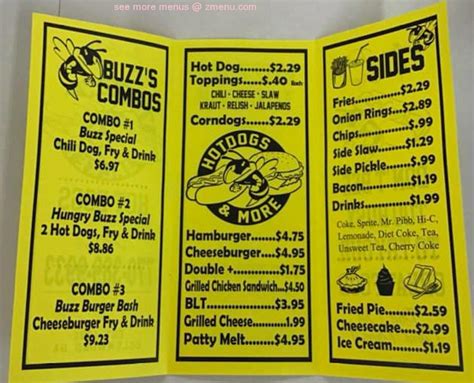 see more menus @ zmenu.com
BUZZ'S
COMBOS
COMBO #1
Buzz Special
Chili Dog, Fry & Drink
$6.97
COMBO #2
Hungry Buzz Special
2 Hot Dogs, Fry & Drink
$8.86
COMBO #3
Buzz Burger Bash
Cheeseburger Fry & Drink
$9.23
Hot Dog..........$2.29
Toppings.....$.40 Each
CHILI - CHEESE - SLAW
KRAUT - RELISH - JALAPENOS
Corndogs......$2.29
HOTDOGS
& MORE
Hamburger......$4.75
Cheeseburger...$4.95
Double +..........$1.75
Grilled Chicken Sandwich....$4.50
BLT..................$3.95
Grilled Cheese......1.99
Patty Melt.......$4.95
SIDES
Fries............$2.29
Onion Rings...$2.89
Chips............$.99
Side Slaw.....$1.29
Side Pickle......$.99
Bacon..........$1.19
Drinks..........$1.99
Coke, Sprite, Mr. Pibb, Hi-C,
Lemonade, Diet Coke, Tea,
Unsweet Tea, Cherry Coke
Fried Pie......$2.59
Cheesecake...$2.99
Ice Cream.....$1.19